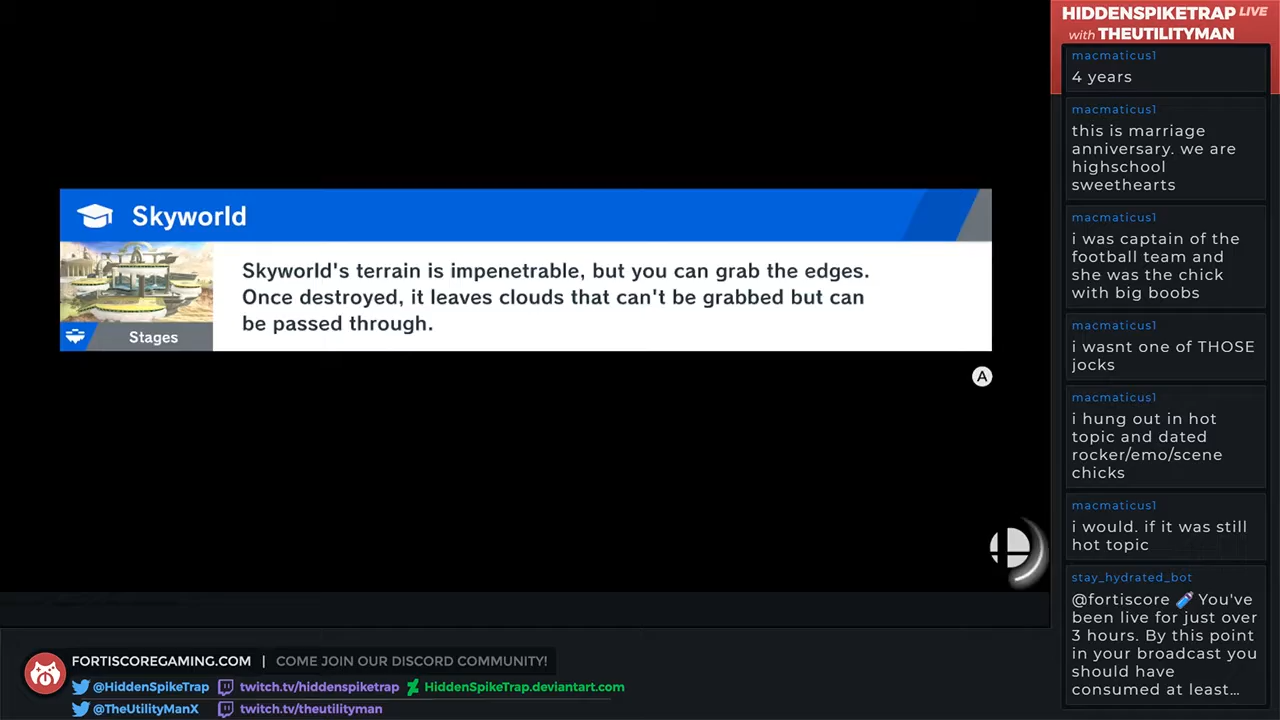 HIDDENSPIKETRAP LIVE
with THEUTILITYMAN
macmaticus1
4 years
macmaticus1
this is marriage
anniversary. we are
highschool
sweethearts
macmaticus1
i was captain of the
football team and
she was the chick
with big boobs
macmaticus1
i wasnt one of THOSE
jocks
macmaticus1
i hung out in hot
topic and dated
rocker/emo/scene
chicks
macmaticus1
i would. if it was still
hot topic
stay_hydrated_bot
@fortiscore You've
been live for just over
3 hours. By this point
in your broadcast you
should have
consumed at least...
Skyworld
Skyworld's terrain is impenetrable, but you can grab the edges.
Once destroyed, it leaves clouds that can't be grabbed but can
be passed through.
Stages
A
FORTISCOREGAMING.COM | COME JOIN OUR DISCORD COMMUNITY!
@HiddenSpikeTrap twitch.tv/hiddenspiketrap HiddenSpikeTrap.deviantart.com
@TheUtilityManX twitch.tv/theutilityman